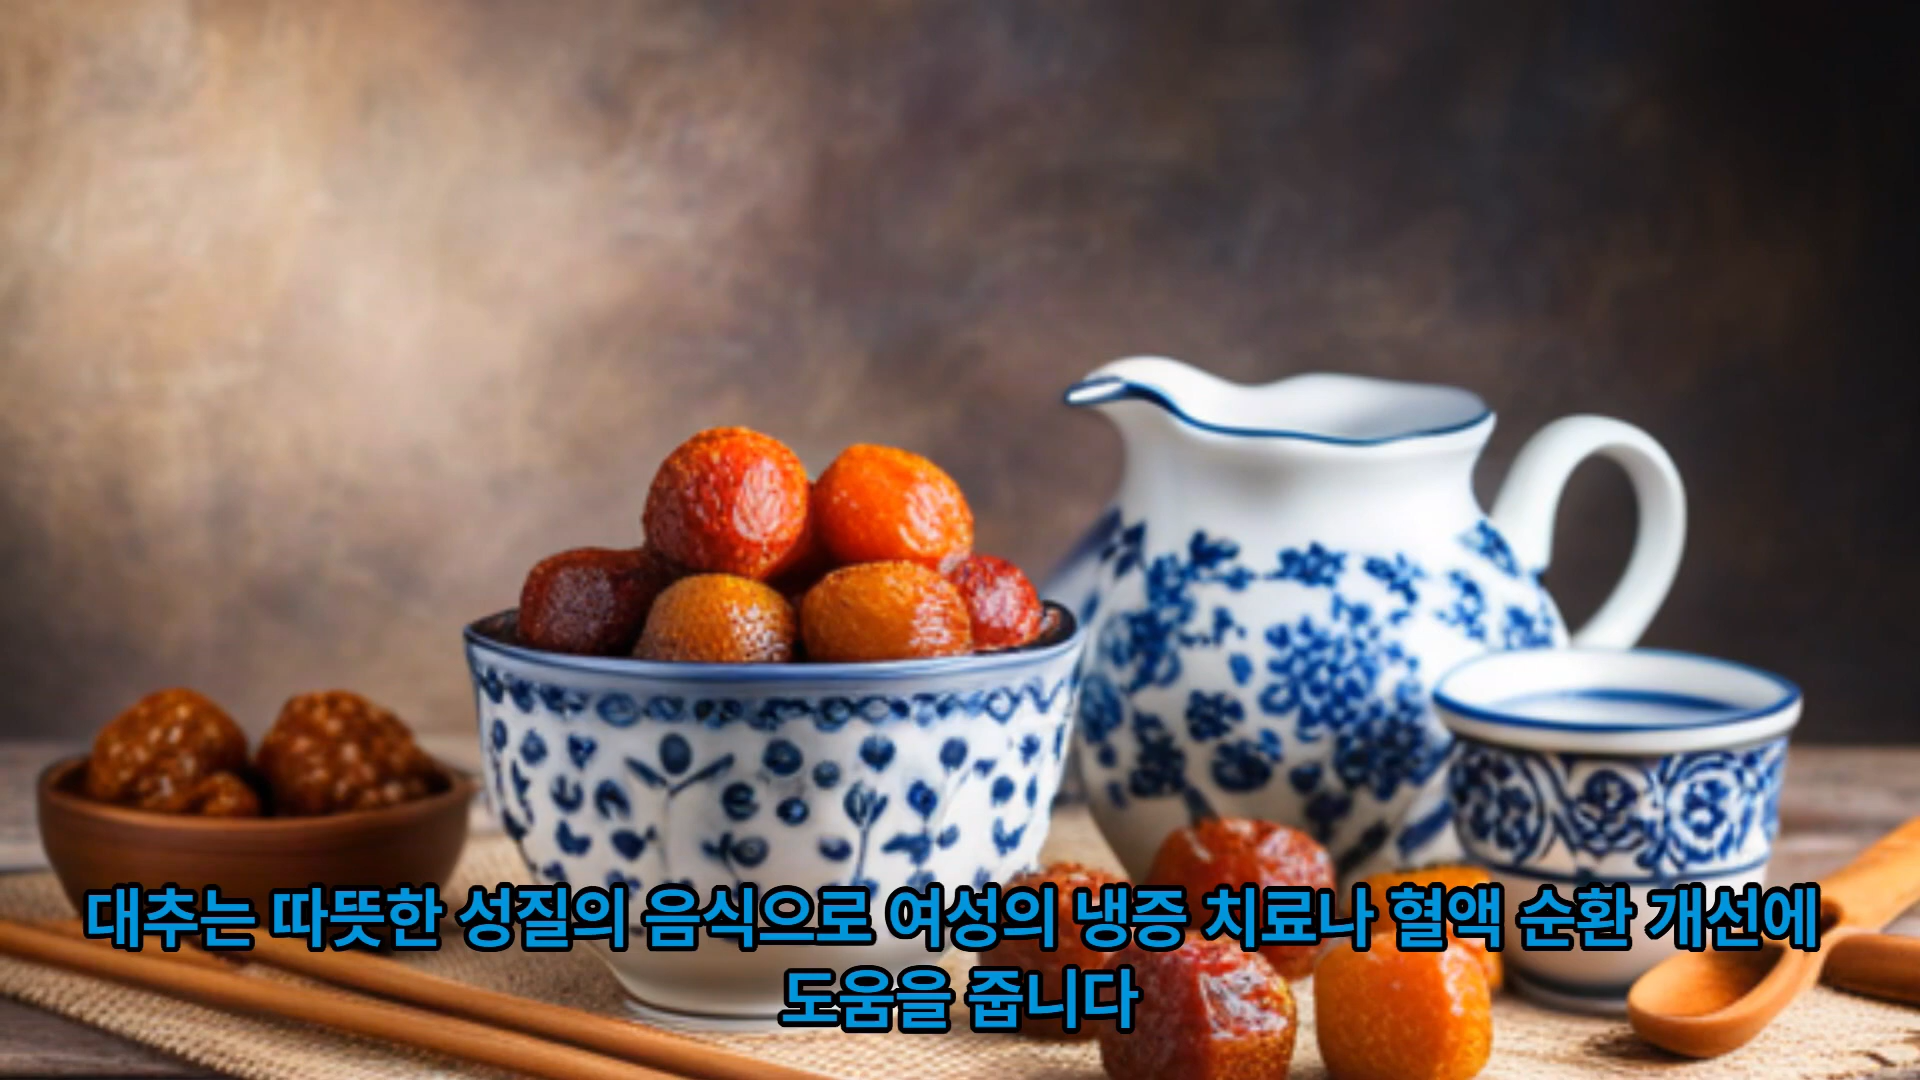 대추는 따뜻한 성질의 음식으로 여성의 냉증 치료나 혈액 순환 개선에
도움을 줍니다